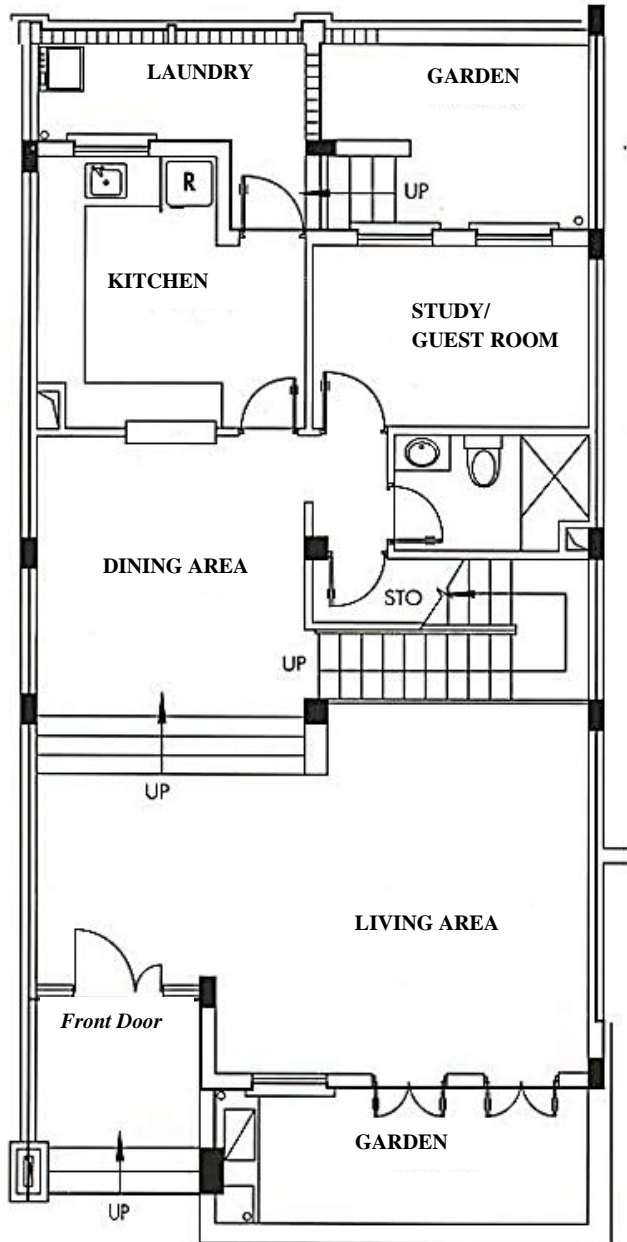 LAUNDRY
GARDEN
R
UP
KITCHEN
STUDY/
GUEST ROOM
DINING AREA
STO
UP
UP
LIVING AREA
Front Door
GARDEN
UP